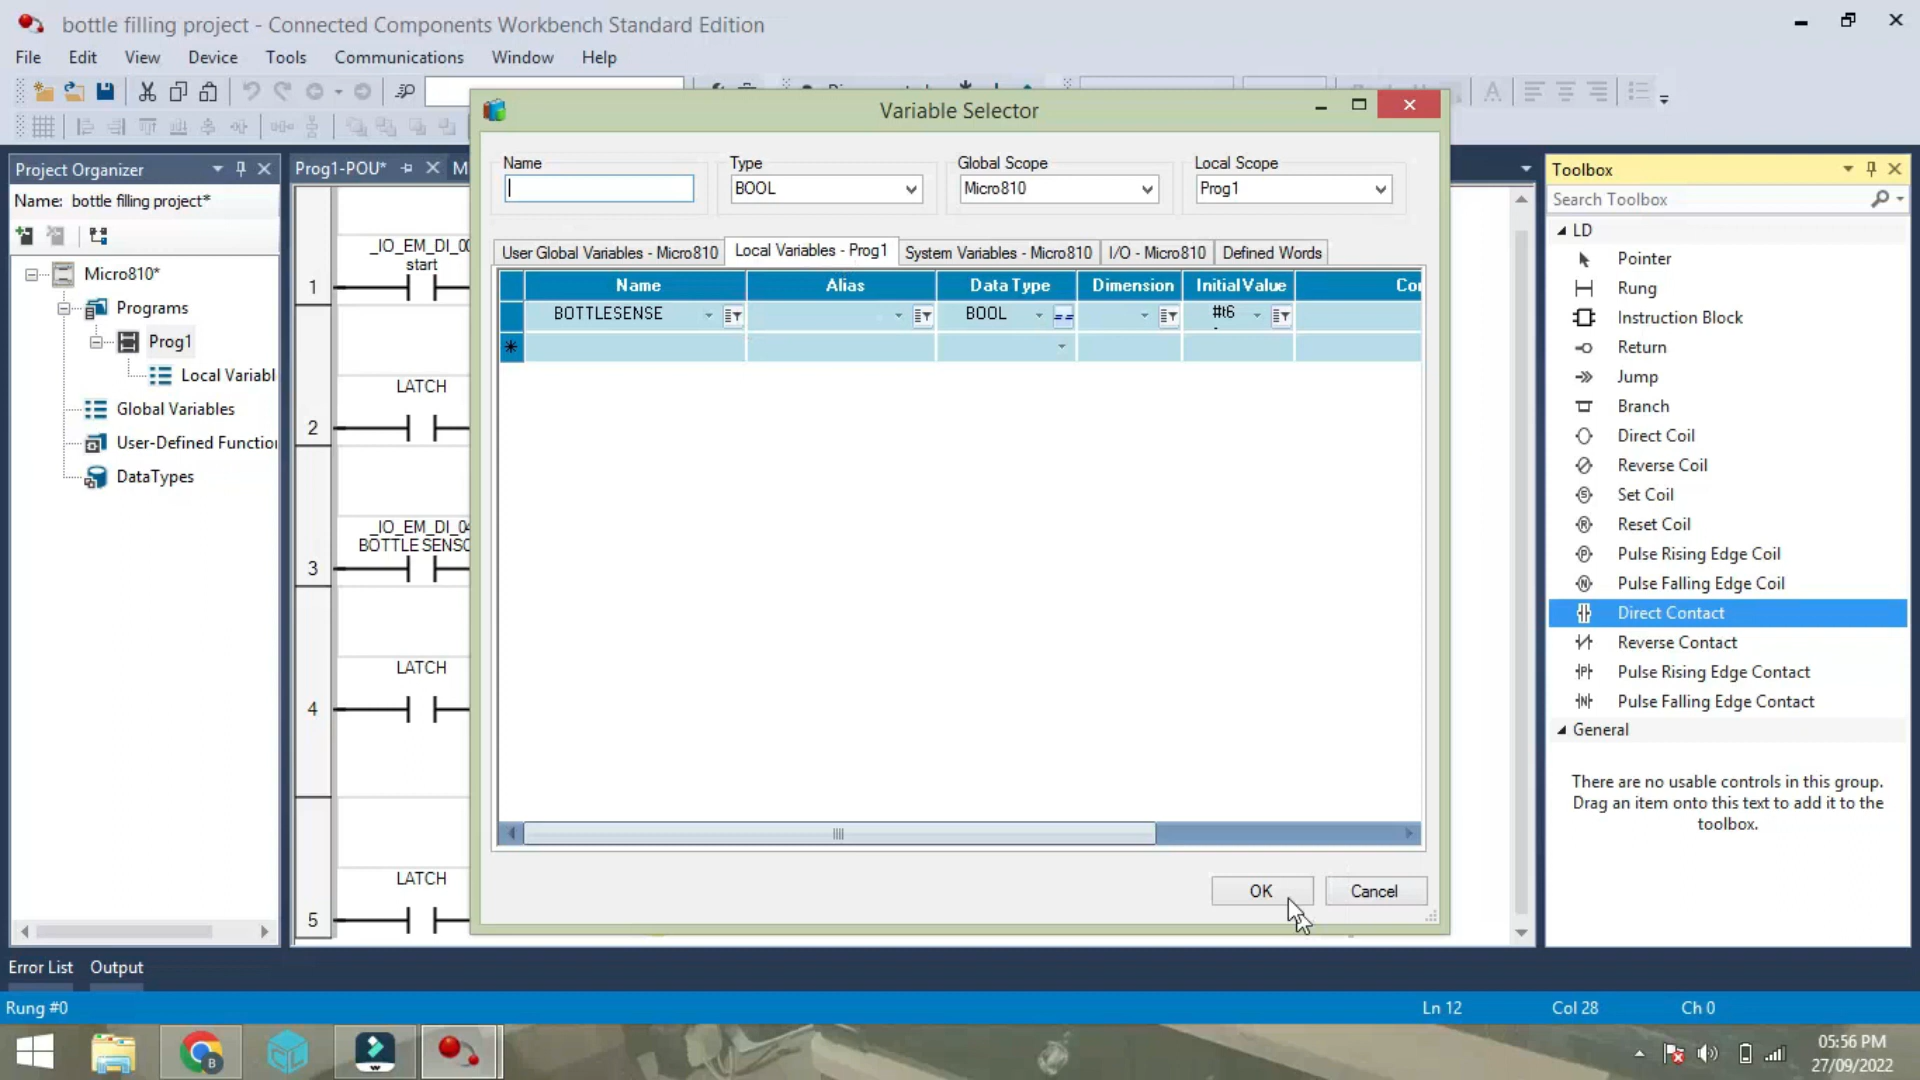 bottle filling project - Connected Components Workbench Standard Edition
File Edit View Device Tools Communications Window Help
Variable Selector
Project Organizer
Name: bottle filling project*
Micro810*
Programs
Prog1
Local Variabl
Global Variables
User-Defined Function
DataTypes
Prog1-POU*
M
_IO_EM_DI_00
start
1
LATCH
2
_IO_EM_DI_04
BOTTLE SENSO
3
LATCH
4
LATCH
5
Name Type Global Scope Local Scope
BOOL Micro810 Prog1
User Global Variables - Micro810 Local Variables - Prog1 System Variables - Micro810 I/O - Micro810 Defined Words
Name Alias Data Type Dimension Initial Value
BOTTLESENSE BOOL
OK Cancel
Toolbox
Search Toolbox
LD
Pointer
Rung
Instruction Block
Return
Jump
Branch
Direct Coil
Reverse Coil
Set Coil
Reset Coil
Pulse Rising Edge Coil
Pulse Falling Edge Coil
Direct Contact
Reverse Contact
Pulse Rising Edge Contact
Pulse Falling Edge Contact
General
There are no usable controls in this group.
Drag an item onto this text to add it to the
toolbox.
Error List Output
Rung #0 Ln 12 Col 28 Ch 0
05:56 PM
27/09/2022